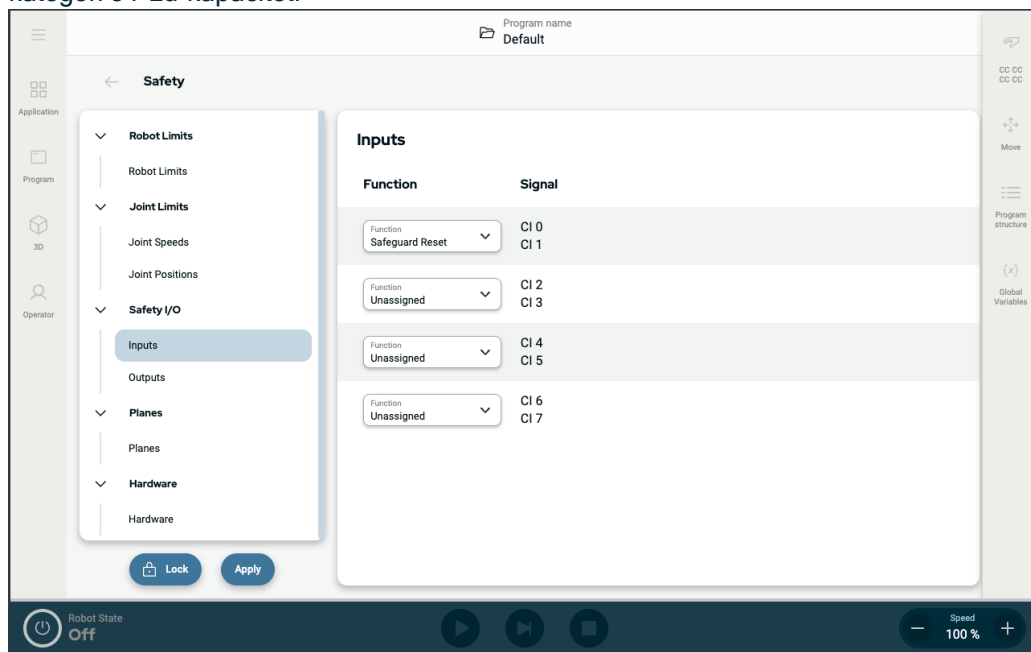 Program name
Default
Safety
Application
Program
3D
Operator
Robot Limits
Robot Limits
Joint Limits
Joint Speeds
Joint Positions
Safety I/O
Inputs
Outputs
Planes
Planes
Hardware
Hardware
Lock
Apply
Inputs
Function
Signal
Function
Safeguard Reset
CI 0
CI 1
Function
Unassigned
CI 2
CI 3
Function
Unassigned
CI 4
CI 5
Function
Unassigned
CI 6
CI 7
CC CC
CC CC
Move
Program
structure
{x}
Global
Variables
Robot State
Off
Speed
100 %